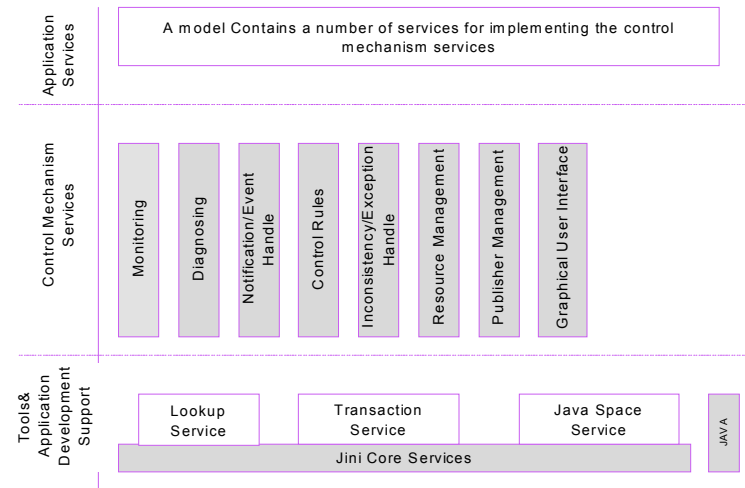 Application
Services
A model Contains a number of services for implementing the control
mechanism services
Control Mechanism
Services
Monitoring
Diagnosing
Notification/Event
Handle
Control Rules
Inconsistency/Exception
Handle
Resource Management
Publisher Management
Graphical User Interface
Tools&
Application
Development
Support
Lookup
Service
Transaction
Service
Java Space
Service
Jini Core Services
JAVA